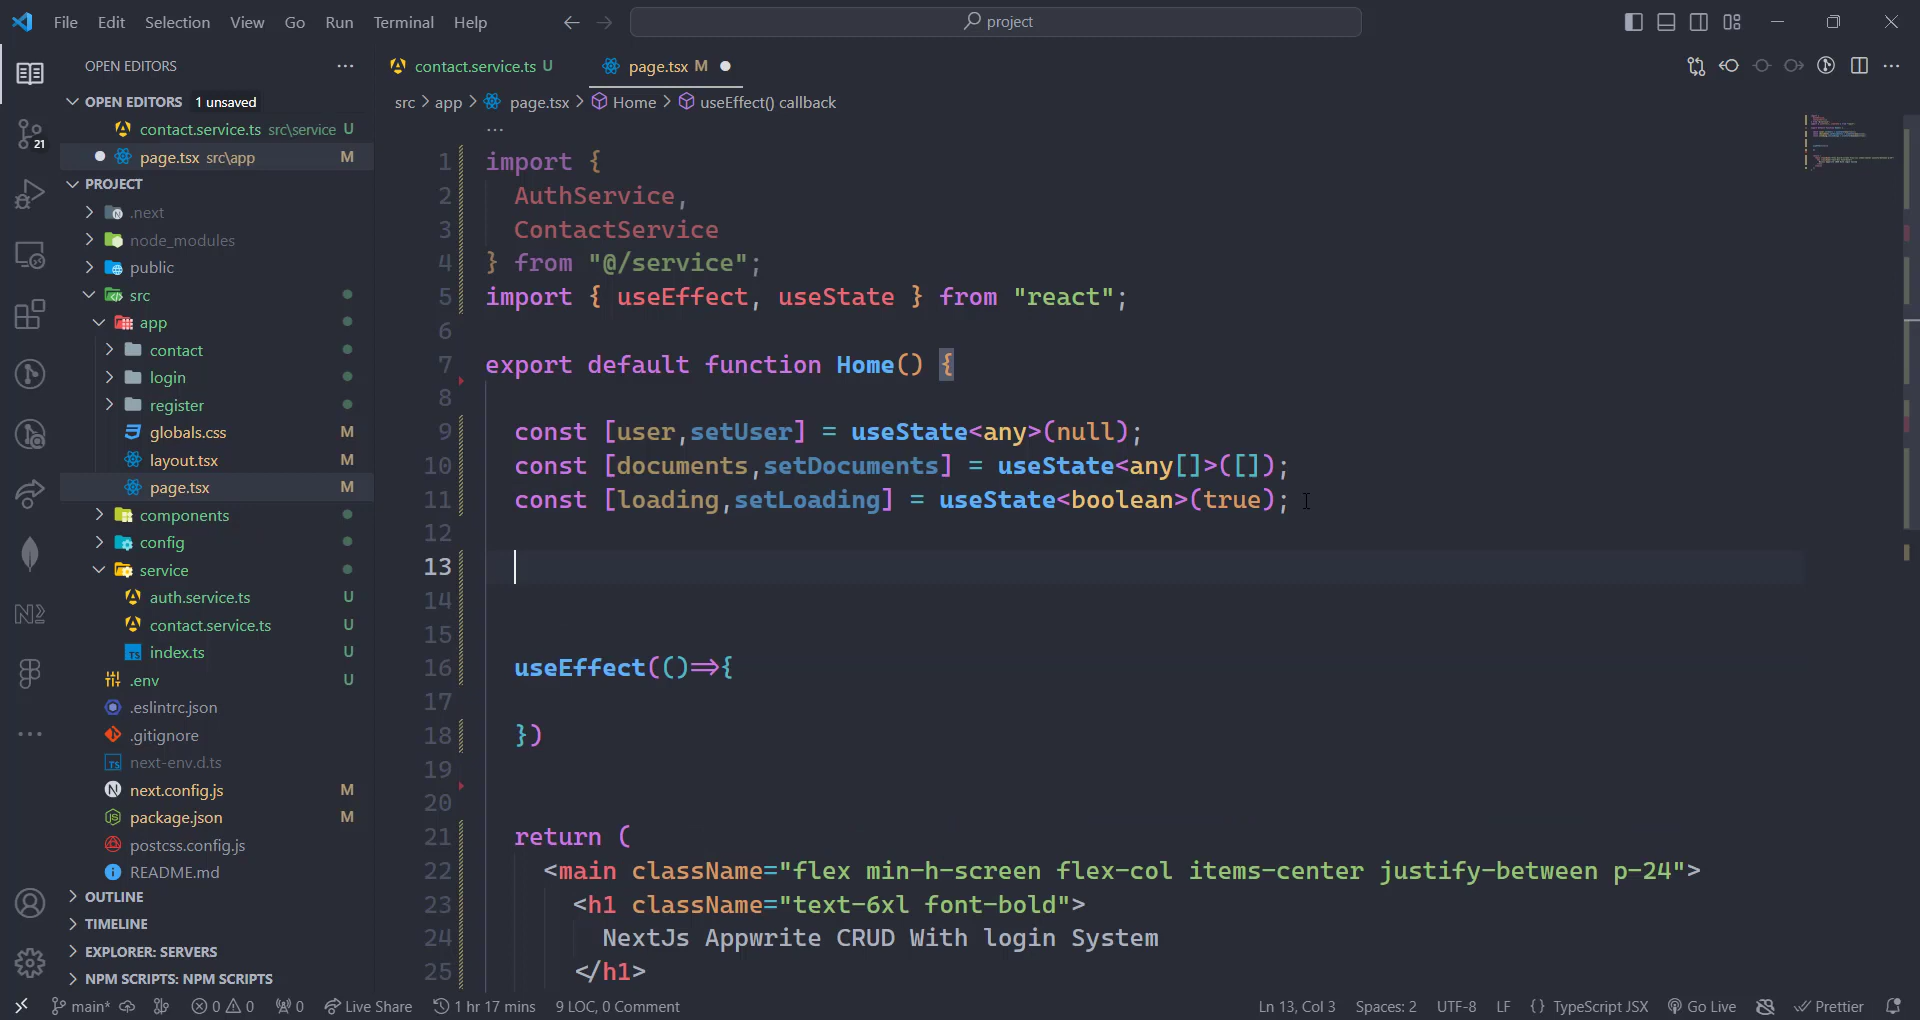 File Edit Selection View Go Run Terminal Help
project
OPEN EDITORS
OPEN EDITORS 1 unsaved
contact.service.ts src\service U
page.tsx src\app M
PROJECT
.next
node_modules
public
src
app
contact
login
register
globals.css M
layout.tsx M
page.tsx M
components
config
service
auth.service.ts U
contact.service.ts U
index.ts U
.env U
.eslintrc.json
.gitignore
next-env.d.ts
next.config.js M
package.json M
postcss.config.js
README.md
OUTLINE
TIMELINE
EXPLORER: SERVERS
NPM SCRIPTS: NPM SCRIPTS
21
contact.service.ts U
page.tsx M
src > app > page.tsx > Home > useEffect() callback
1 import {
2 AuthService,
3 ContactService
4 } from "@/service";
5 import { useEffect, useState } from "react";
6
7 export default function Home() {
8
9 const [user,setUser] = useState<any>(null);
10 const [documents,setDocuments] = useState<any[]>([]);
11 const [loading,setLoading] = useState<boolean>(true);
12
13
14
15
16 useEffect(()=>{
17
18 })
19
20
21 return (
22 <main className="flex min-h-screen flex-col items-center justify-between p-24">
23 <h1 className="text-6xl font-bold">
24 NextJs Appwrite CRUD With login System
25 </h1>
main* 0 0 0 Live Share 1 hr 17 mins 9 LOC, 0 Comment Ln 13, Col 3 Spaces: 2 UTF-8 LF {} TypeScript JSX Go Live Prettier